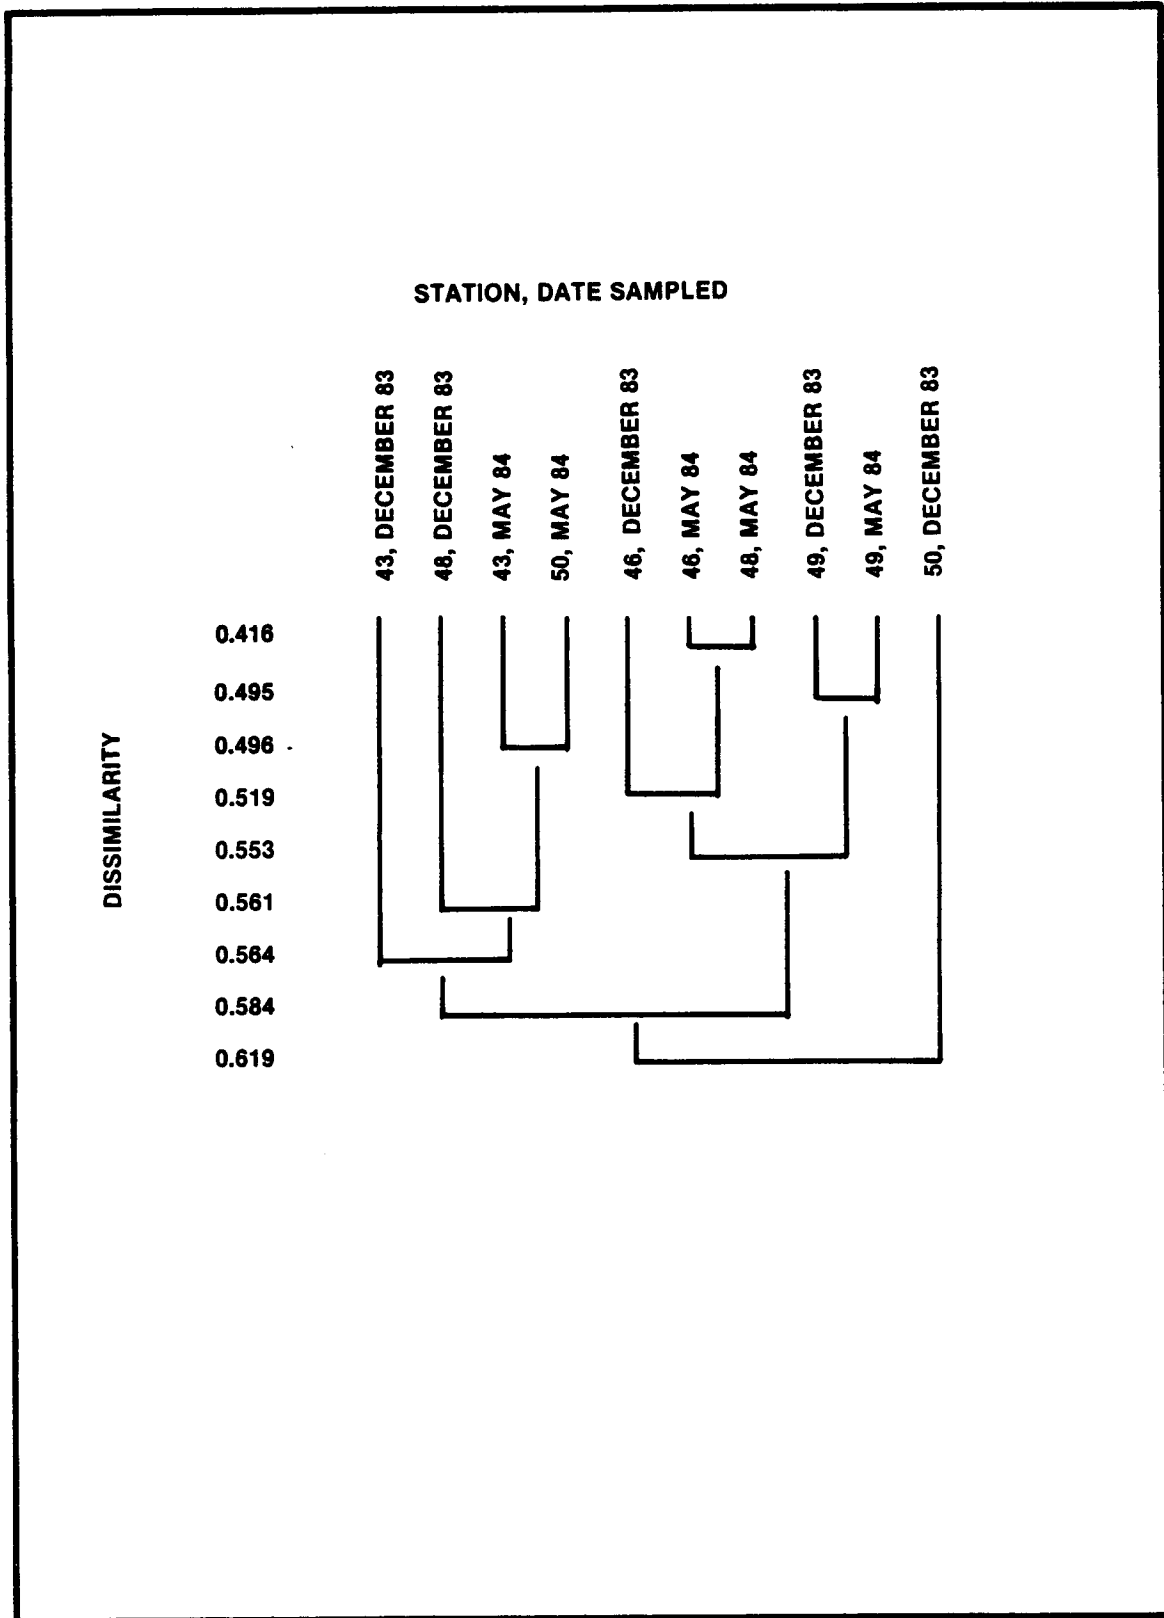 STATION, DATE SAMPLED
43, DECEMBER 83
48, DECEMBER 83
43, MAY 84
50, MAY 84
46, DECEMBER 83
46, MAY 84
48, MAY 84
49, DECEMBER 83
49, MAY 84
50, DECEMBER 83
DISSIMILARITY
0.416
0.495
0.496
0.519
0.553
0.561
0.564
0.584
0.619